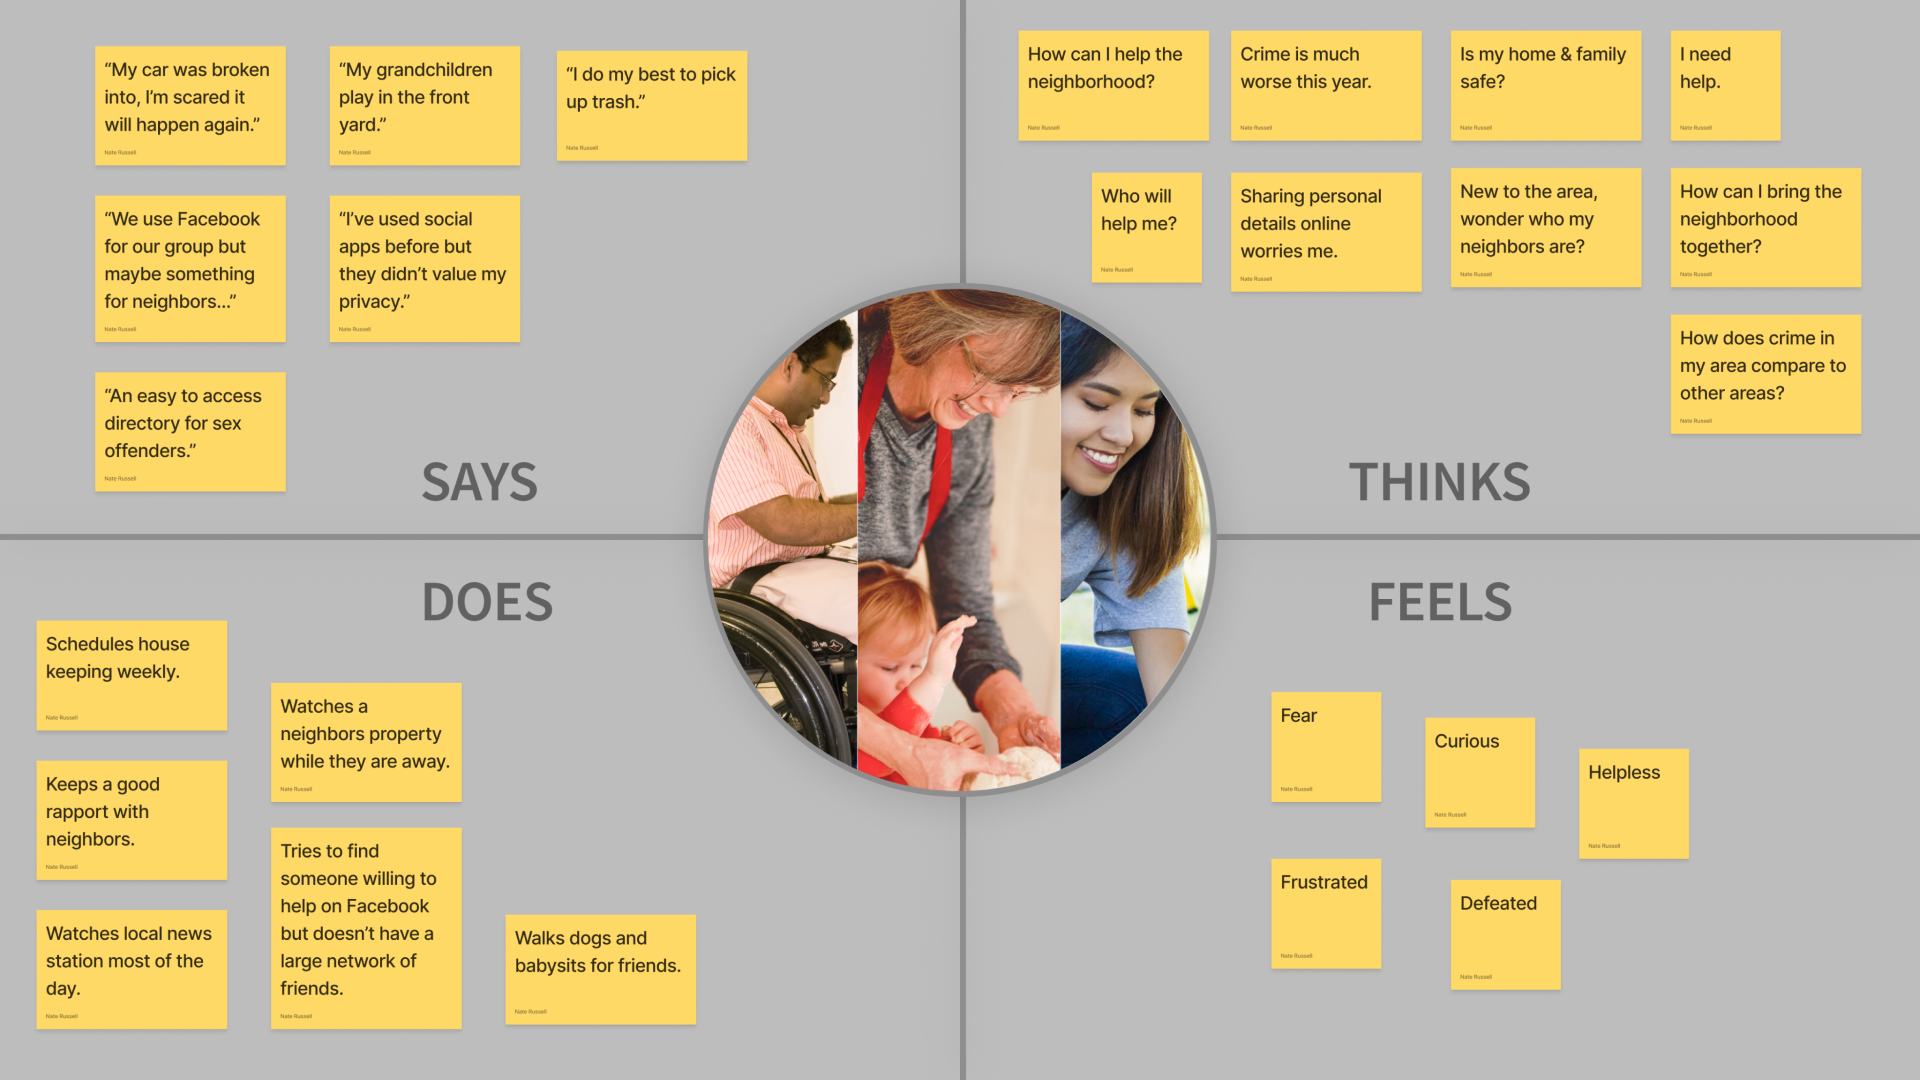 “My car was broken
into, I’m scared it
will happen again.”
Nate Russell
“My grandchildren
play in the front
yard.”
Nate Russell
“I do my best to pick
up trash.”
Nate Russell
“We use Facebook
for our group but
maybe something
for neighbors...”
Nate Russell
“I’ve used social
apps before but
they didn’t value my
privacy.”
Nate Russell
“An easy to access
directory for sex
offenders.”
Nate Russell
SAYS
How can I help the
neighborhood?
Nate Russell
Crime is much
worse this year.
Nate Russell
Is my home & family
safe?
Nate Russell
I need
help.
Nate Russell
Who will
help me?
Nate Russell
Sharing personal
details online
worries me.
Nate Russell
New to the area,
wonder who my
neighbors are?
Nate Russell
How can I bring the
neighborhood
together?
Nate Russell
How does crime in
my area compare to
other areas?
Nate Russell
THINKS
DOES
Schedules house
keeping weekly.
Nate Russell
Watches a
neighbors property
while they are away.
Nate Russell
Keeps a good
rapport with
neighbors.
Nate Russell
Tries to find
someone willing to
help on Facebook
but doesn’t have a
large network of
friends.
Nate Russell
Watches local news
station most of the
day.
Nate Russell
Walks dogs and
babysits for friends.
Nate Russell
FEELS
Fear
Nate Russell
Curious
Nate Russell
Helpless
Nate Russell
Frustrated
Nate Russell
Defeated
Nate Russell